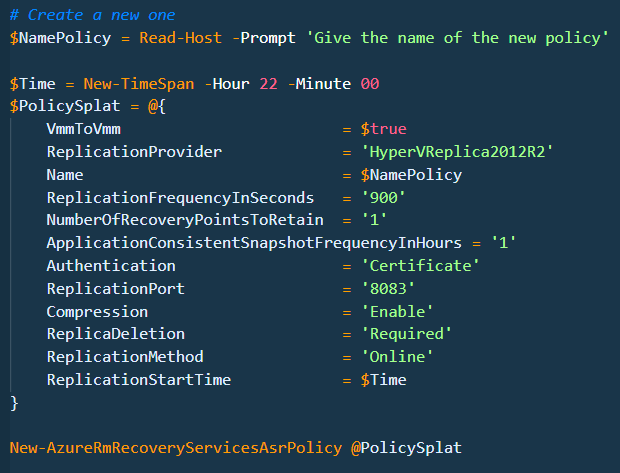 # Create a new one
$NamePolicy = Read-Host -Prompt 'Give the name of the new policy'
$Time = New-TimeSpan -Hour 22 -Minute 00
$PolicySplat = @{
VmmToVmm = $true
ReplicationProvider = 'HyperVReplica2012R2'
Name = $NamePolicy
ReplicationFrequencyInSeconds = '900'
NumberOfRecoveryPointsToRetain = '1'
ApplicationConsistentSnapshotFrequencyInHours = '1'
Authentication = 'Certificate'
ReplicationPort = '8083'
Compression = 'Enable'
ReplicaDeletion = 'Required'
ReplicationMethod = 'Online'
ReplicationStartTime = $Time
}
New-AzureRmRecoveryServicesAsrPolicy @PolicySplat